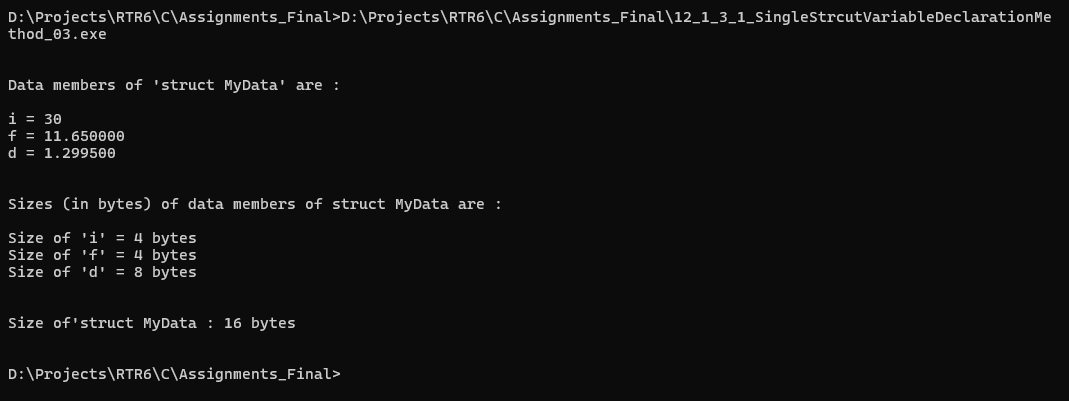 D:\Projects\RTR6\C\Assignments_Final>D:\Projects\RTR6\C\Assignments_Final\12_1_3_1_SingleStrcutVariableDeclarationMe
thod_03.exe
Data members of 'struct MyData' are :
i = 30
f = 11.650000
d = 1.299500
Sizes (in bytes) of data members of struct MyData are :
Size of 'i' = 4 bytes
Size of 'f' = 4 bytes
Size of 'd' = 8 bytes
Size of'struct MyData : 16 bytes
D:\Projects\RTR6\C\Assignments_Final>